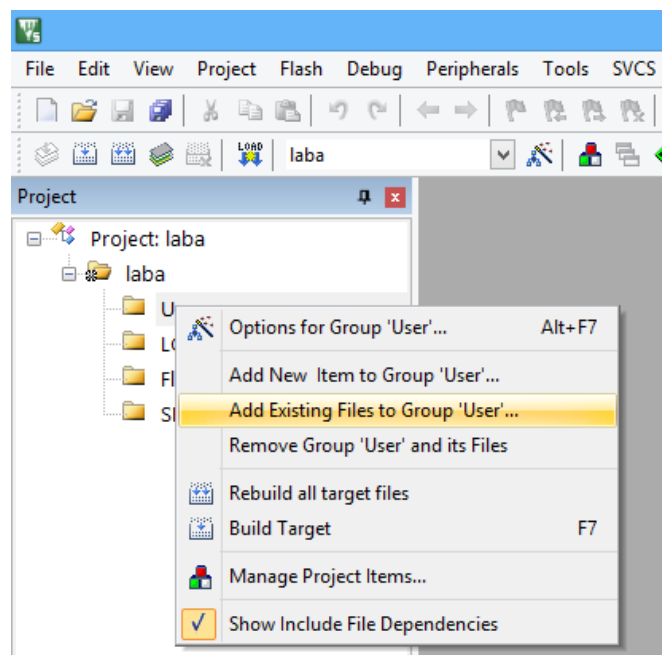 File Edit View Project Flash Debug Peripherals Tools SVCS
LOAD
laba
Project
Project: laba
laba
Options for Group 'User'... Alt+F7
Add New Item to Group 'User'...
Add Existing Files to Group 'User'...
Remove Group 'User' and its Files
Rebuild all target files
Build Target F7
Manage Project Items...
Show Include File Dependencies